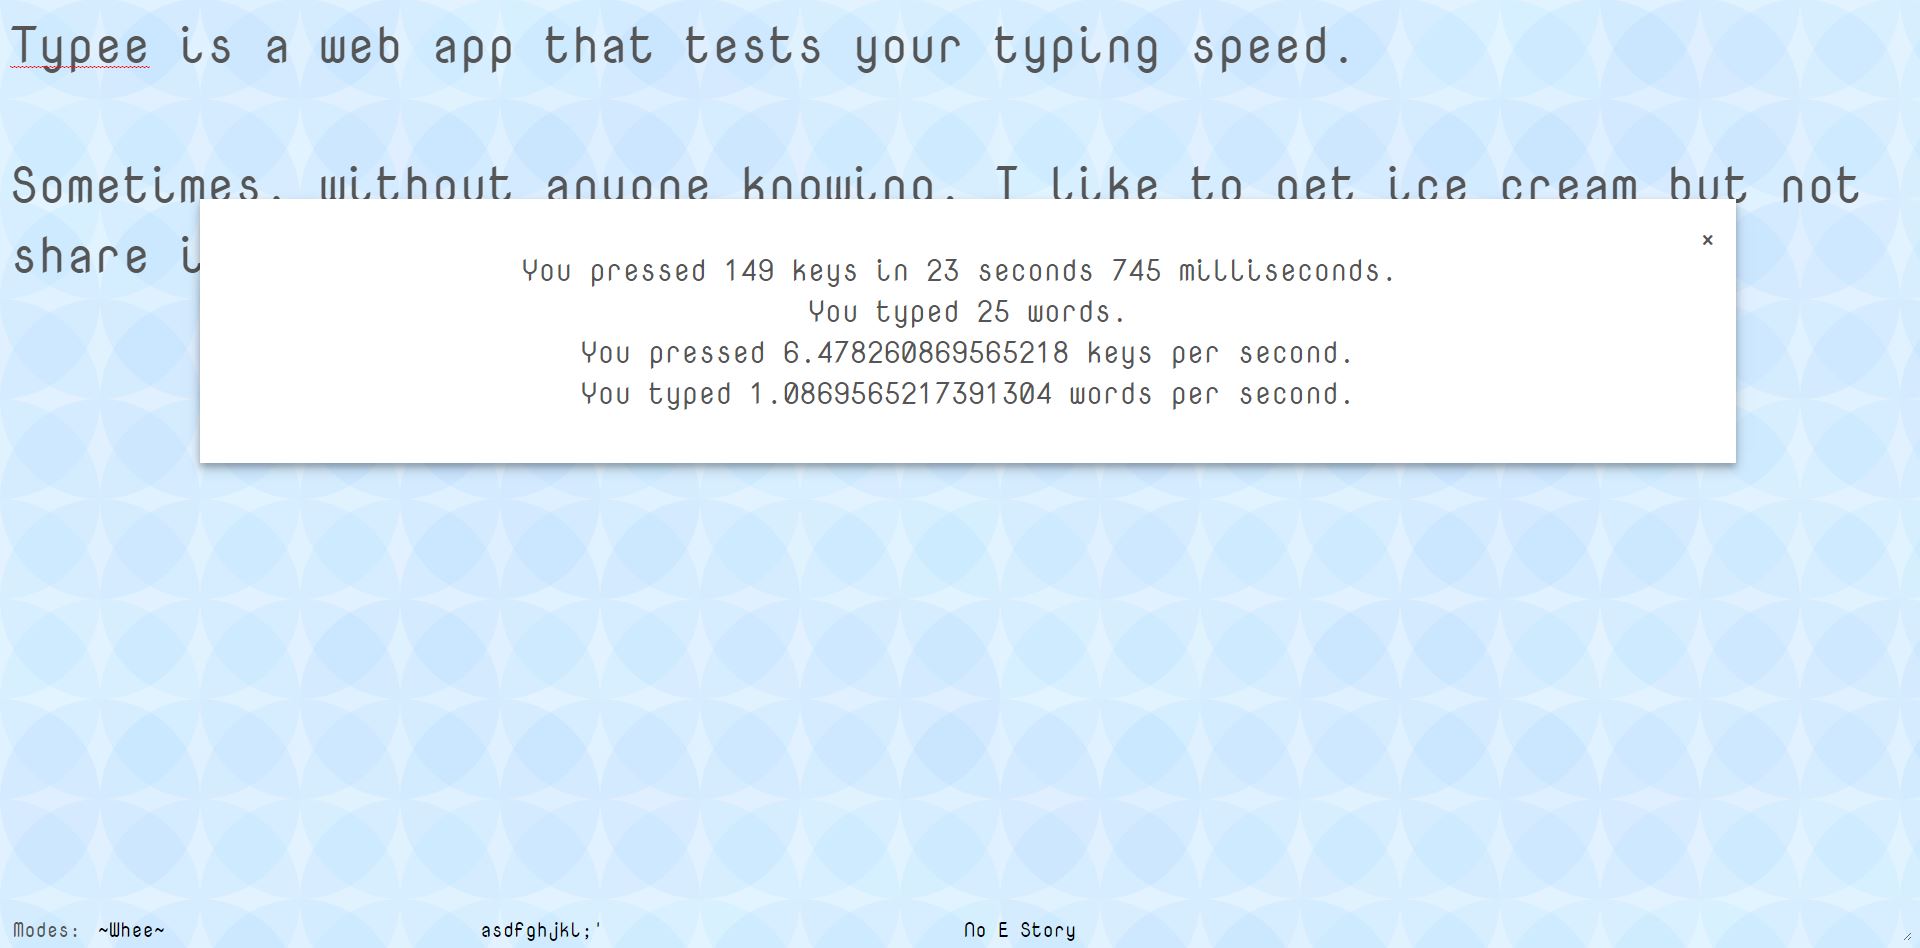 Typee is a web app that tests your typing speed.
Sometimes, without anyone knowing, I like to get ice cream but not
share
×
You pressed 149 keys in 23 seconds 745 milliseconds.
You typed 25 words.
You pressed 6.478260869565218 keys per second.
You typed 1.0869565217391304 words per second.
Modes: ~Whee~ asdfghjkl;' No E Story